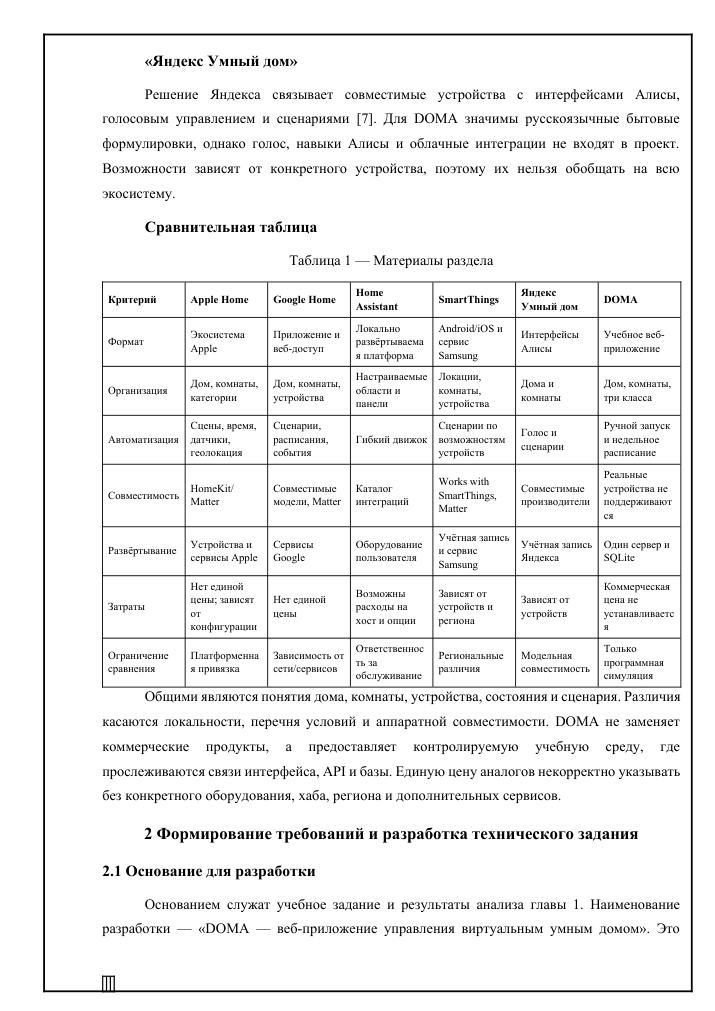 «Яндекс Умный дом»
Решение Яндекса связывает совместимые устройства с интерфейсами Алисы,
голосовым управлением и сценариями [7]. Для DOMA значимы русскоязычные бытовые
формулировки, однако голос, навыки Алисы и облачные интеграции не входят в проект.
Возможности зависят от конкретного устройства, поэтому их нельзя обобщать на всю
экосистему.
Сравнительная таблица
Таблица 1 — Материалы раздела
Критерий
Apple Home
Google Home
Home
Assistant
SmartThings
Яндекс
Умный дом
DOMA
Формат
Экосистема
Apple
Приложение и
веб-доступ
Локально
развёртываема
я платформа
Android/iOS и
сервис
Samsung
Интерфейсы
Алисы
Учебное веб-
приложение
Организация
Дом, комнаты,
категории
Дом, комнаты,
устройства
Настраиваемые
области и
панели
Локации,
комнаты,
устройства
Дома и
комнаты
Дом, комнаты,
три класса
Автоматизация
Сцены, время,
датчики,
геолокация
Сценарии,
расписания,
события
Гибкий движок
Сценарии по
возможностям
устройств
Голос и
сценарии
Ручной запуск
и недельное
расписание
Совместимость
HomeKit/
Matter
Совместимые
модели, Matter
Каталог
интеграций
Works with
SmartThings,
Matter
Совместимые
производители
Реальные
устройства не
поддерживают
ся
Развёртывание
Устройства и
сервисы Apple
Сервисы
Google
Оборудование
пользователя
Учётная запись
и сервис
Samsung
Учётная запись
Яндекса
Один сервер и
SQLite
Затраты
Нет единой
цены; зависят
от
конфигурации
Нет единой
цены
Возможны
расходы на
хост и опции
Зависят от
устройств и
региона
Зависят от
устройств
Коммерческая
цена не
устанавливаетс
я
Ограничение
сравнения
Платформенна
я привязка
Зависимость от
сети/сервисов
Ответственнос
ть за
обслуживание
Региональные
различия
Модельная
совместимость
Только
программная
симуляция
Общими являются понятия дома, комнаты, устройства, состояния и сценария. Различия
касаются локальности, перечня условий и аппаратной совместимости. DOMA не заменяет
коммерческие продукты, а предоставляет контролируемую учебную среду, где
прослеживаются связи интерфейса, API и базы. Единую цену аналогов некорректно указывать
без конкретного оборудования, хаба, региона и дополнительных сервисов.
2 Формирование требований и разработка технического задания
2.1 Основание для разработки
Основанием служат учебное задание и результаты анализа главы 1. Наименование
разработки — «DOMA — веб-приложение управления виртуальным умным домом». Это